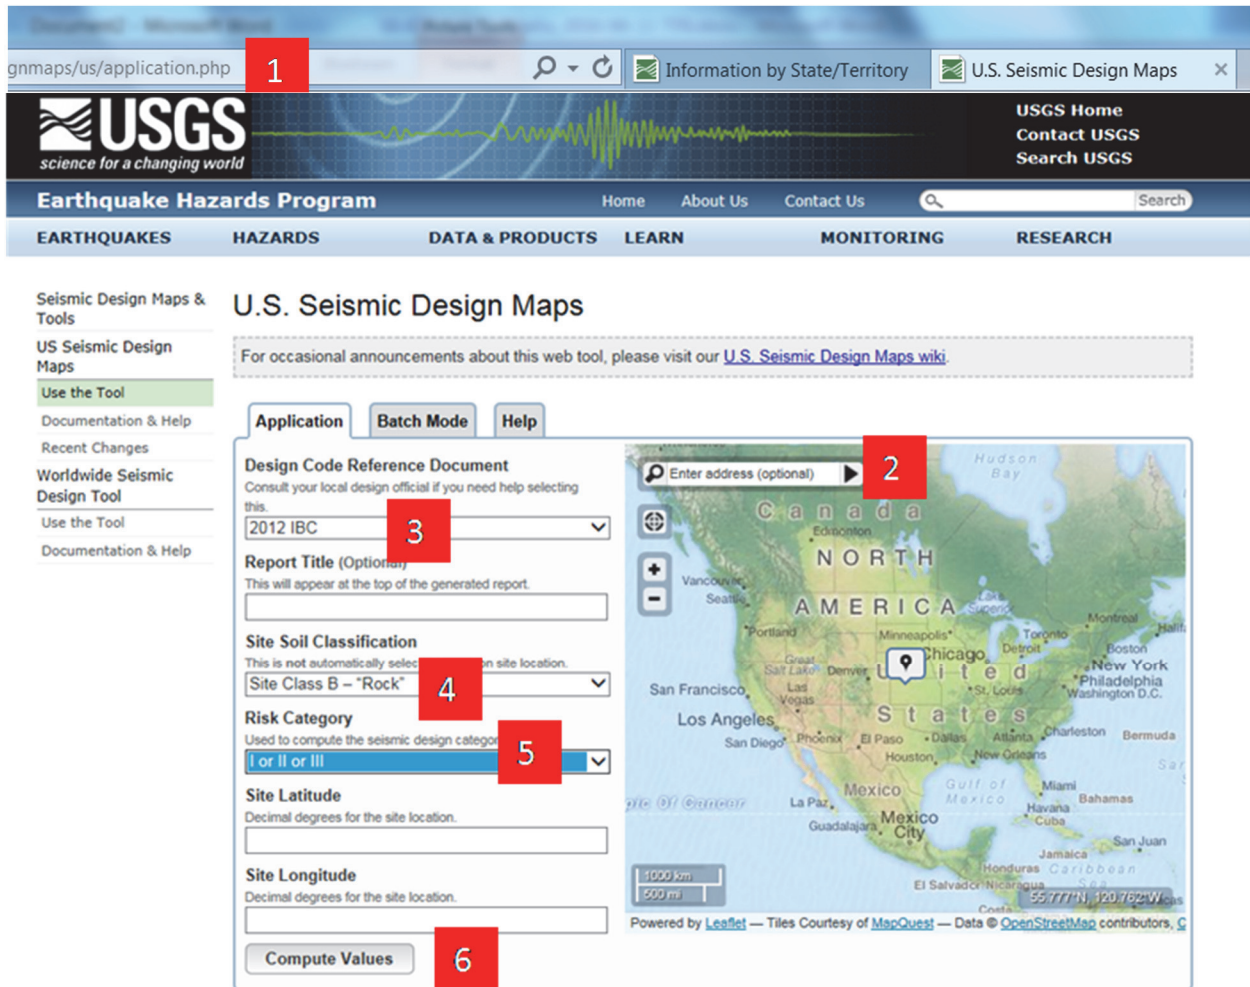 gnmaps/us/application.php
1
Information by State/Territory
U.S. Seismic Design Maps
×
USGS
science for a changing world
USGS Home
Contact USGS
Search USGS
Earthquake Hazards Program
Home About Us Contact Us Search
EARTHQUAKES HAZARDS DATA & PRODUCTS LEARN MONITORING RESEARCH
Seismic Design Maps &
Tools
US Seismic Design
Maps
Use the Tool
Documentation & Help
Recent Changes
Worldwide Seismic
Design Tool
Use the Tool
Documentation & Help
U.S. Seismic Design Maps
For occasional announcements about this web tool, please visit our U.S. Seismic Design Maps wiki.
Application Batch Mode Help
Design Code Reference Document
Consult your local design official if you need help selecting
this.
2012 IBC
3
Report Title (Optional)
This will appear at the top of the generated report.
Site Soil Classification
This is not automatically selec on site location.
Site Class B – “Rock”
4
Risk Category
Used to compute the seismic design categor
I or II or III
5
Site Latitude
Decimal degrees for the site location.
Site Longitude
Decimal degrees for the site location.
Compute Values
6
Enter address (optional)
2
Hudson
Bay
Canada
Edmonton
NORTH
Vancouver
Seattle
AMERICA
Lake
Superior
Montreal
Halifa
Portland
Minneapolis
Toronto
Great
Salt Lake
Denver
Chicago
Detroit
Boston
United
New York
Philadelphia
San Francisco
Las
Vegas
St. Louis
Washington D.C.
Los Angeles
States
San Diego
Phoenix
El Paso
Dallas
Atlanta
Charleston
Bermuda
Houston
New Orleans
Sar
Mexico
Gulf of
Mexico
Miami
pic Of Cancer
La Paz
Havana
Bahamas
Guadalajara
Mexico
City
Cuba
San Juan
Jamaica
Honduras
Caribbean
Sea
1000 km
500 mi
El Salvador
Nicaragua
55.777°N, 120.762°W
Powered by Leaflet — Tiles Courtesy of MapQuest — Data © OpenStreetMap contributors, C